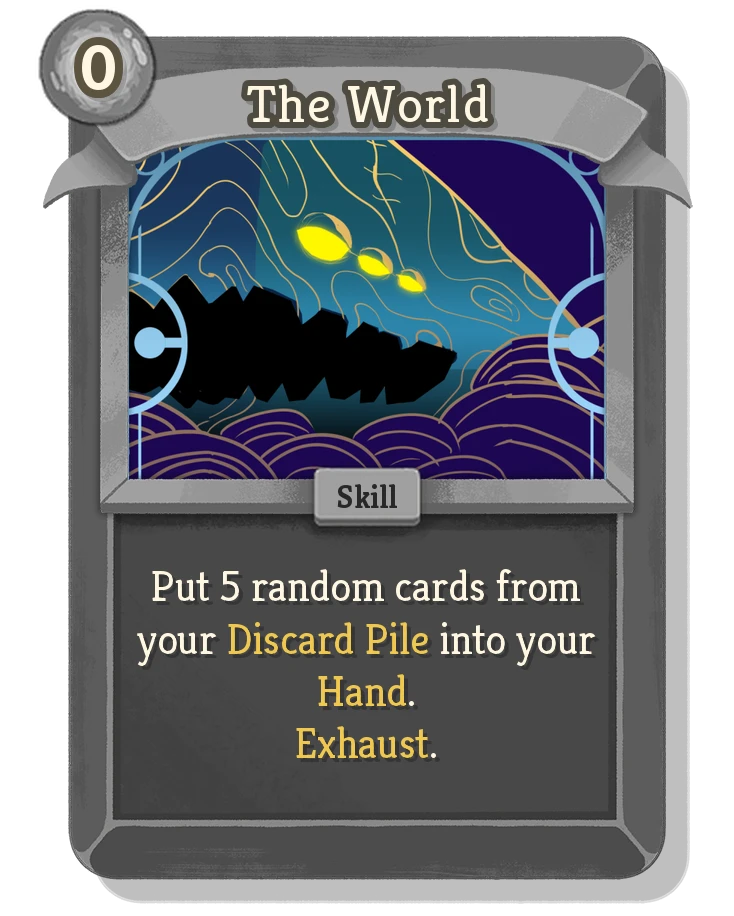 0
The World
Skill
Put 5 random cards from
your Discard Pile into your
Hand.
Exhaust.